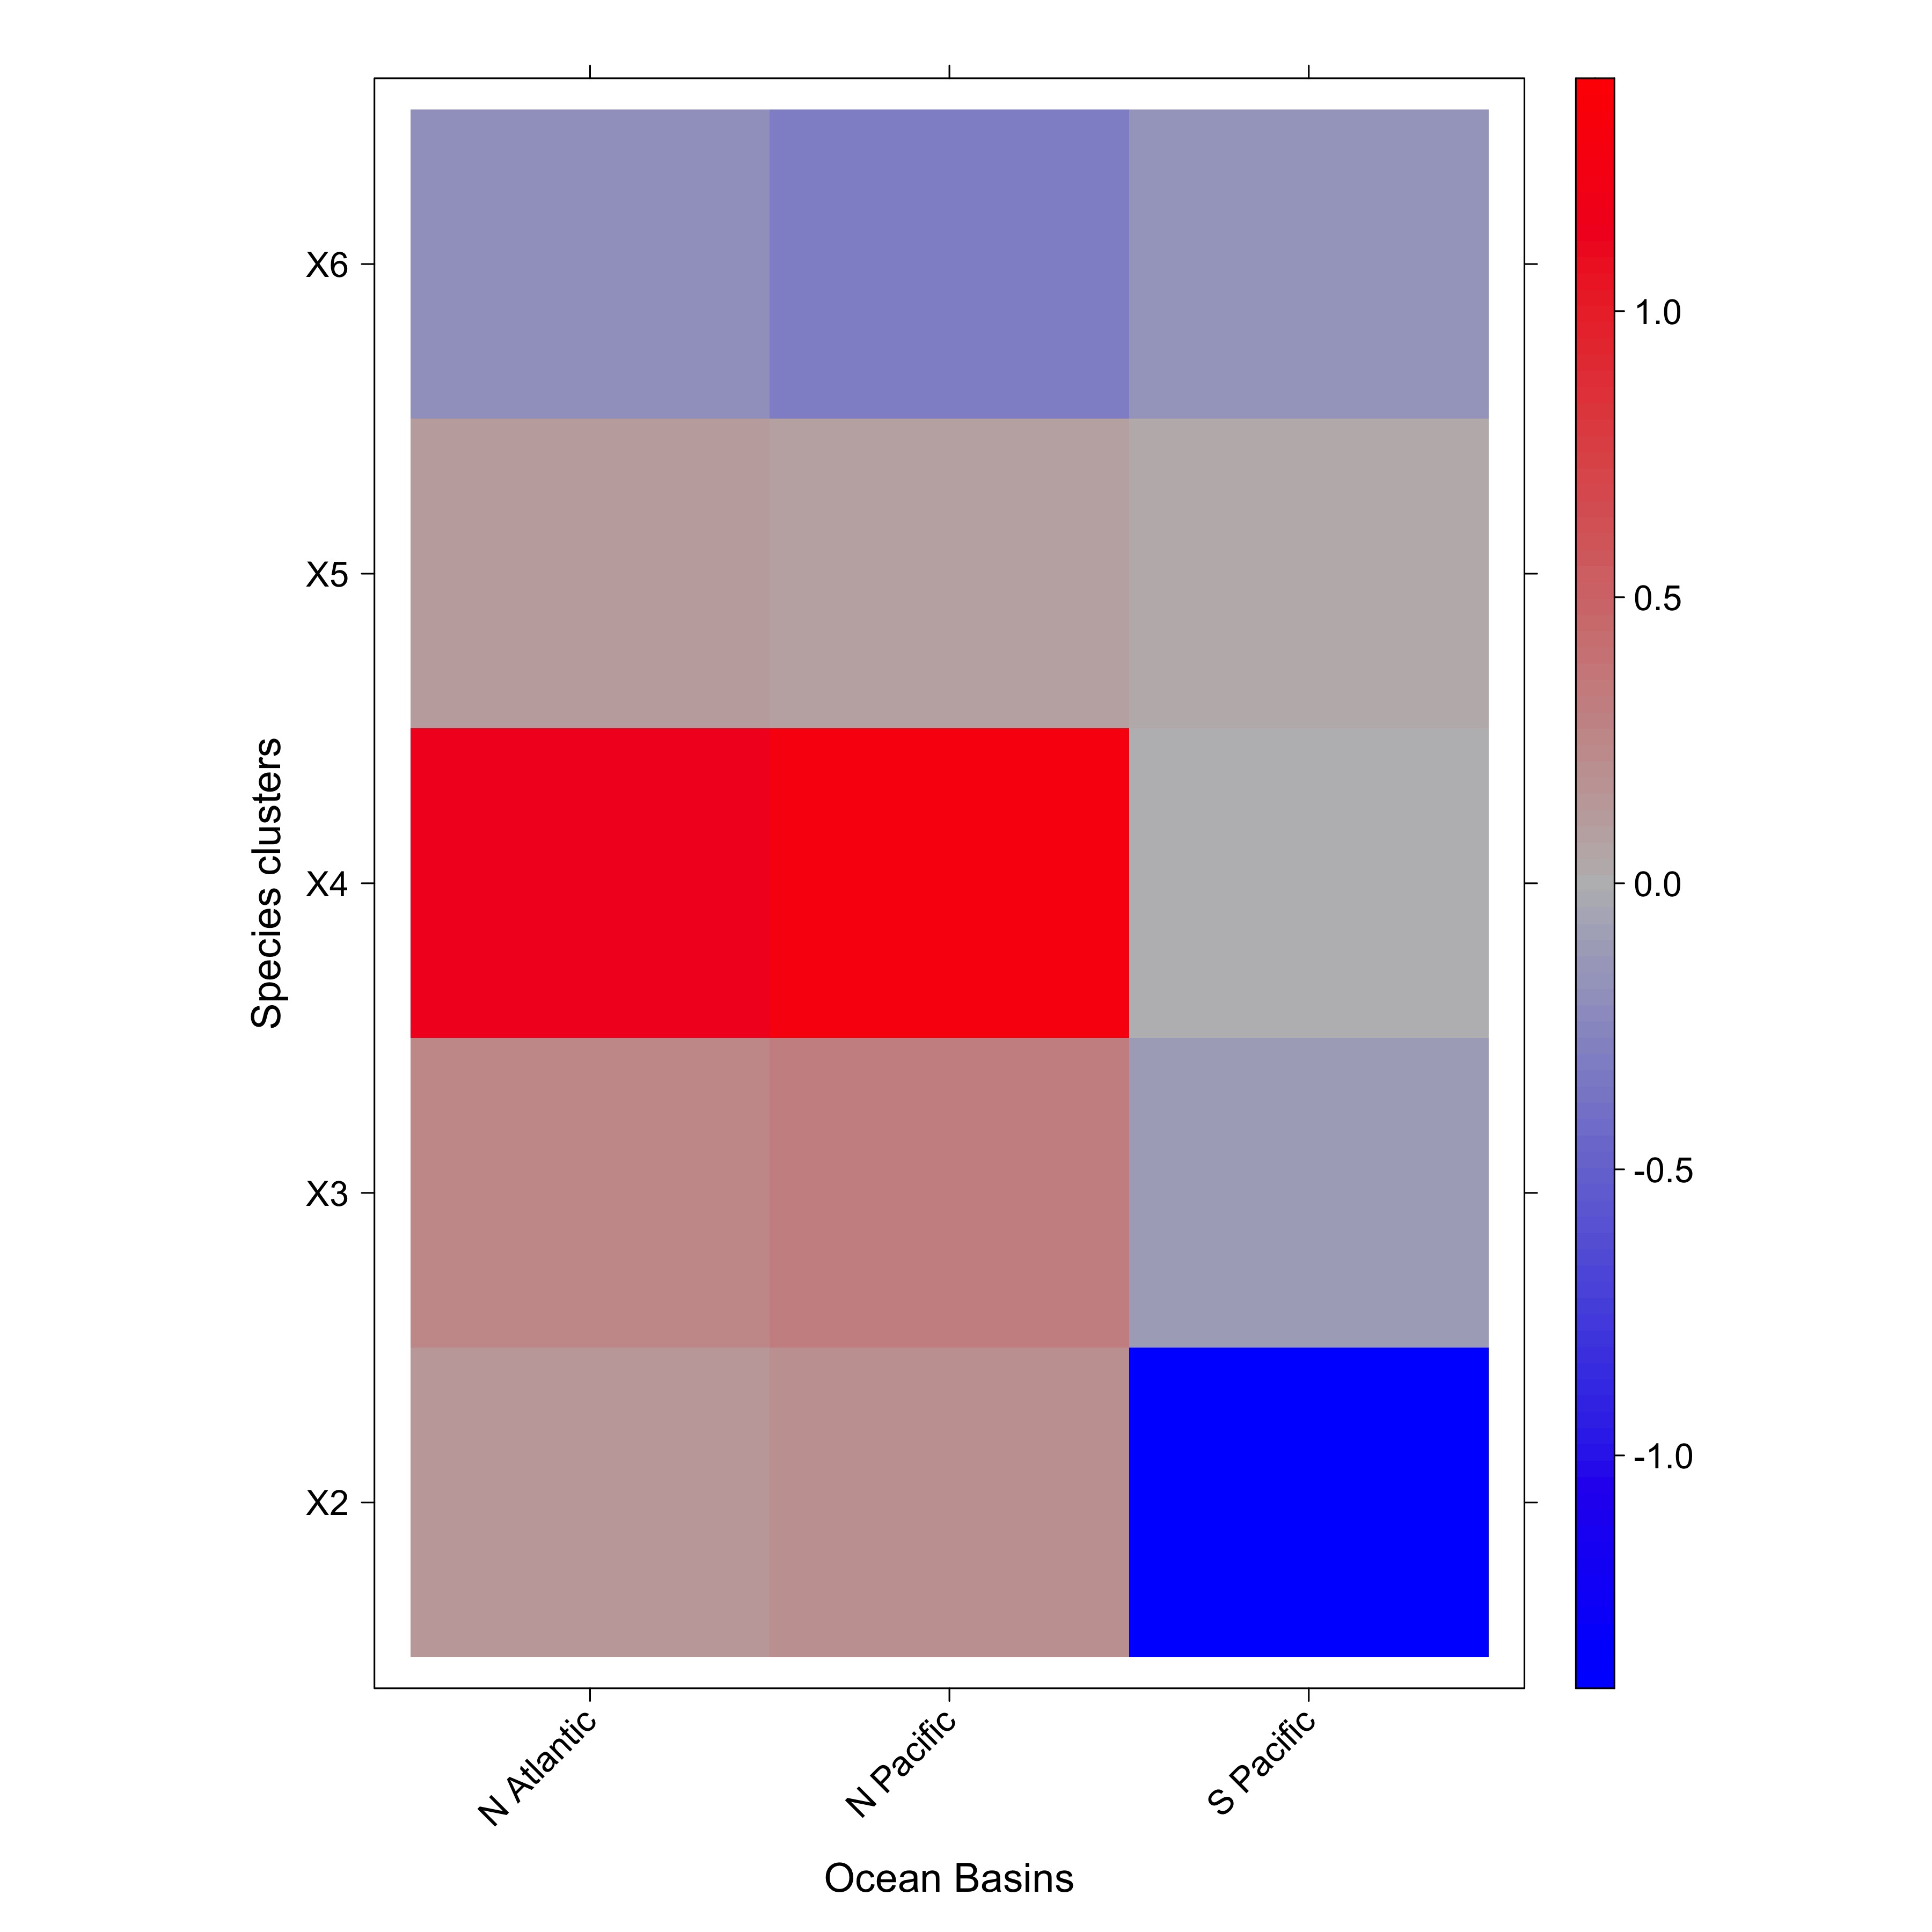 Species clusters
X6
X5
X4
X3
X2
N Atlantic
N Pacific
S Pacific
Ocean Basins
1.0
0.5
0.0
-0.5
-1.0